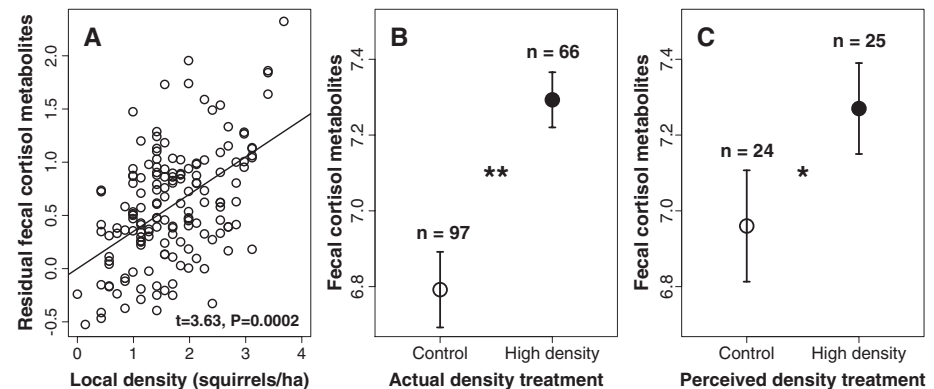 A
Residual fecal cortisol metabolites
2.0
1.5
1.0
0.5
0.0
-0.5
t=3.63, P=0.0002
0 1 2 3 4
Local density (squirrels/ha)
B
Fecal cortisol metabolites
7.4
7.2
7.0
6.8
n = 66
**
n = 97
Control High density
Actual density treatment
C
Fecal cortisol metabolites
7.4
7.2
7.0
6.8
n = 25
n = 24
*
Control High density
Perceived density treatment